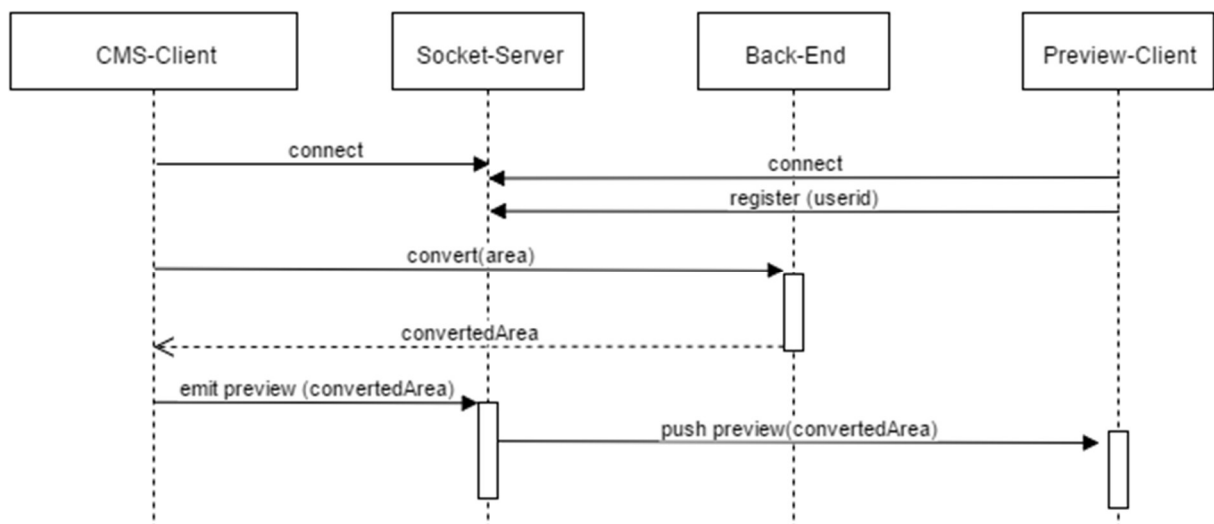 CMS-Client
Socket-Server
Back-End
Preview-Client
connect
connect
register (userid)
convert(area)
convertedArea
emit preview (convertedArea)
push preview(convertedArea)